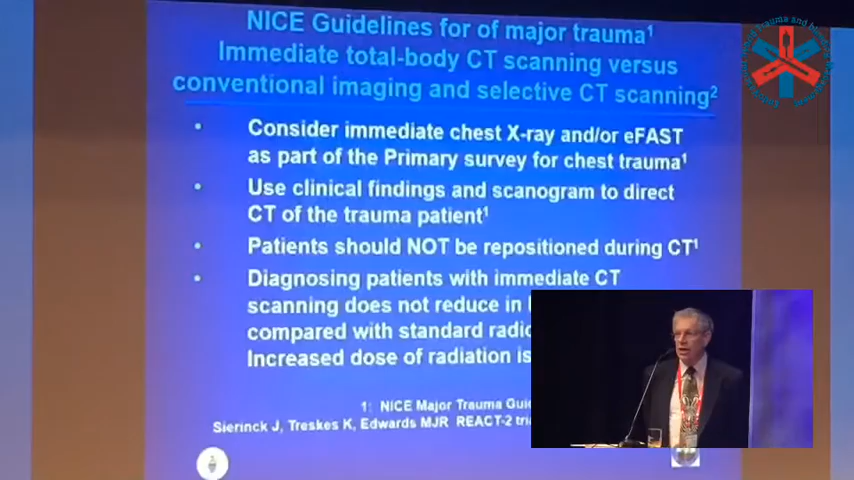 NICE Guidelines for of major trauma¹
Immediate total-body CT scanning versus
conventional imaging and selective CT scanning²
• Consider immediate chest X-ray and/or eFAST
as part of the Primary survey for chest trauma¹
• Use clinical findings and scanogram to direct
CT of the trauma patient¹
• Patients should NOT be repositioned during CT¹
• Diagnosing patients with immediate CT
scanning does not reduce in
compared with standard
Increased dose of radiation
1: NICE Major Trauma
Sierinck J, Treskes K, Edwards MJR REACT-2